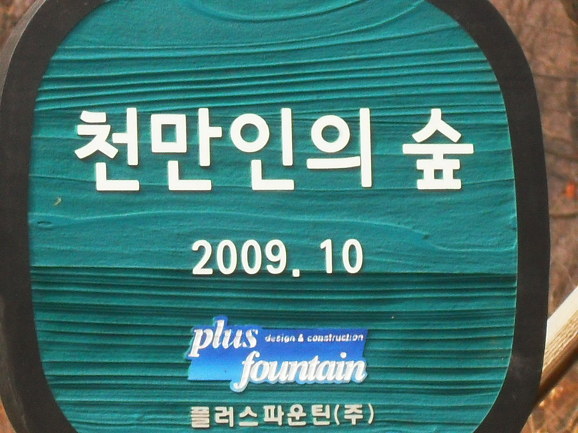 천만인의 숲
2009. 10
plus design & construction
fountain
플러스파운틴(주)